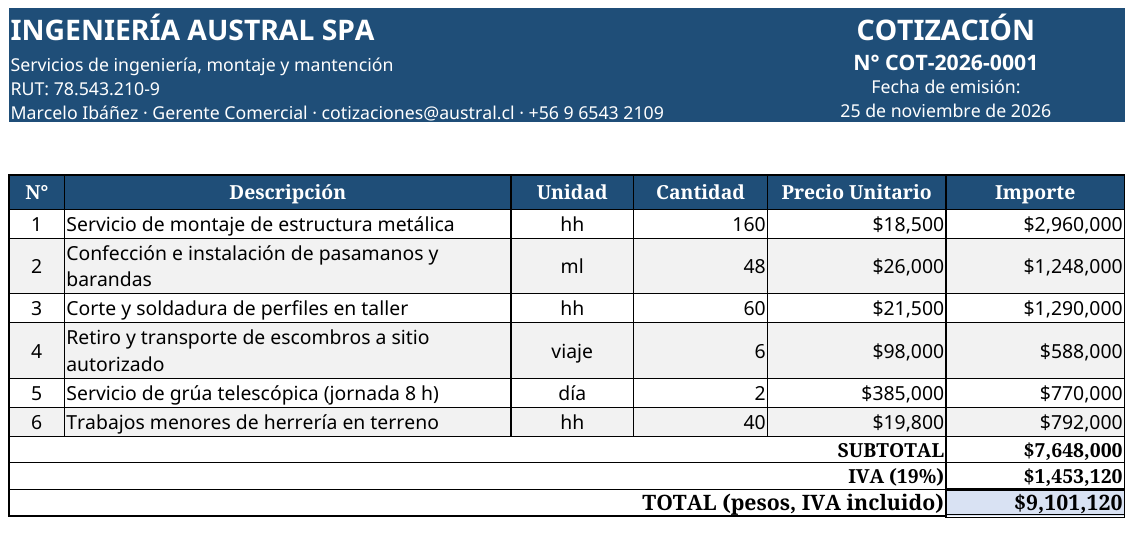 INGENIERÍA AUSTRAL SPA
COTIZACIÓN
Servicios de ingeniería, montaje y mantención
N° COT-2026-0001
RUT: 78.543.210-9
Fecha de emisión:
Marcelo Ibáñez · Gerente Comercial · cotizaciones@austral.cl · +56 9 6543 2109
25 de noviembre de 2026
N° Descripción Unidad Cantidad Precio Unitario Importe
1 Servicio de montaje de estructura metálica hh 160 $18,500 $2,960,000
2 Confección e instalación de pasamanos y
barandas ml 48 $26,000 $1,248,000
3 Corte y soldadura de perfiles en taller hh 60 $21,500 $1,290,000
4 Retiro y transporte de escombros a sitio
autorizado viaje 6 $98,000 $588,000
5 Servicio de grúa telescópica (jornada 8 h) día 2 $385,000 $770,000
6 Trabajos menores de herrería en terreno hh 40 $19,800 $792,000
SUBTOTAL $7,648,000
IVA (19%) $1,453,120
TOTAL (pesos, IVA incluido) $9,101,120